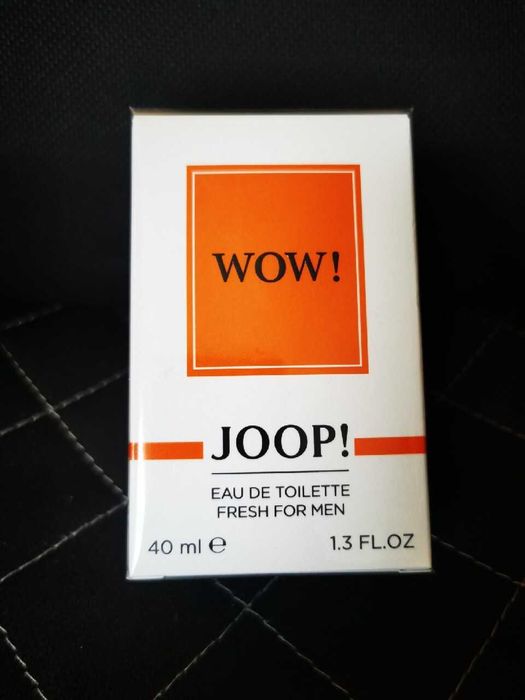 WOW!
JOOP!
EAU DE TOILETTE
FRESH FOR MEN
40 ml ℮ 1.3 FL.OZ